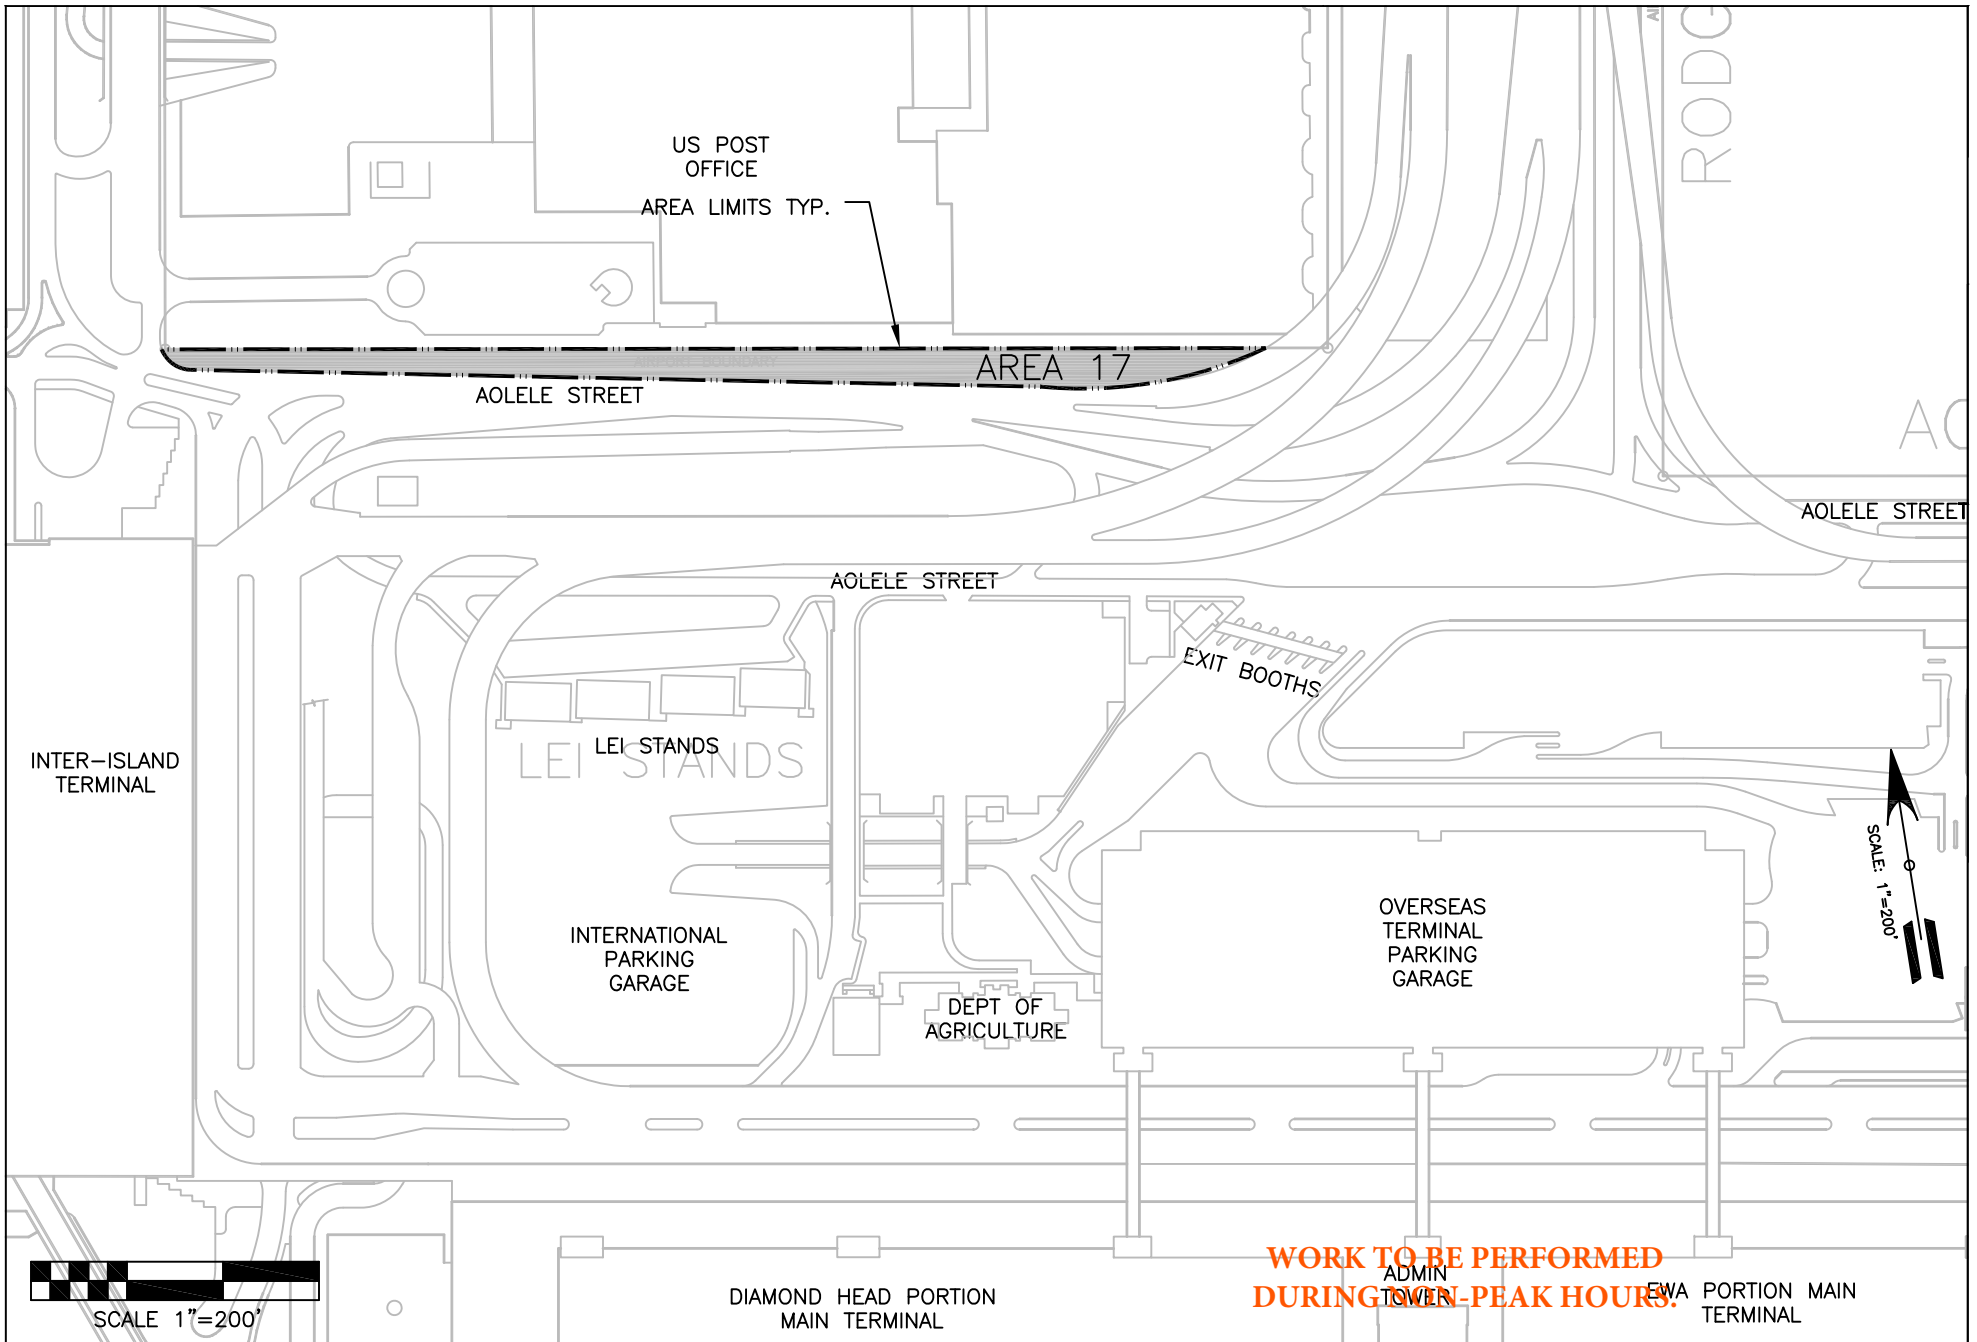 RODG
US POST
OFFICE
AREA LIMITS TYP.
AIRPORT BOUNDARY
AREA 17
AOLELE STREET
AOLELE STREET
AOLELE STREET
EXIT BOOTHS
LEI STANDS
LEI STANDS
INTER-ISLAND
TERMINAL
SCALE: 1"=200'
INTERNATIONAL
PARKING
GARAGE
OVERSEAS
TERMINAL
PARKING
GARAGE
DEPT OF
AGRICULTURE
WORK TO BE PERFORMED
DURING NON-PEAK HOURS.
ADMIN
TOWER
DIAMOND HEAD PORTION
MAIN TERMINAL
EWA PORTION MAIN
TERMINAL
SCALE 1"=200'